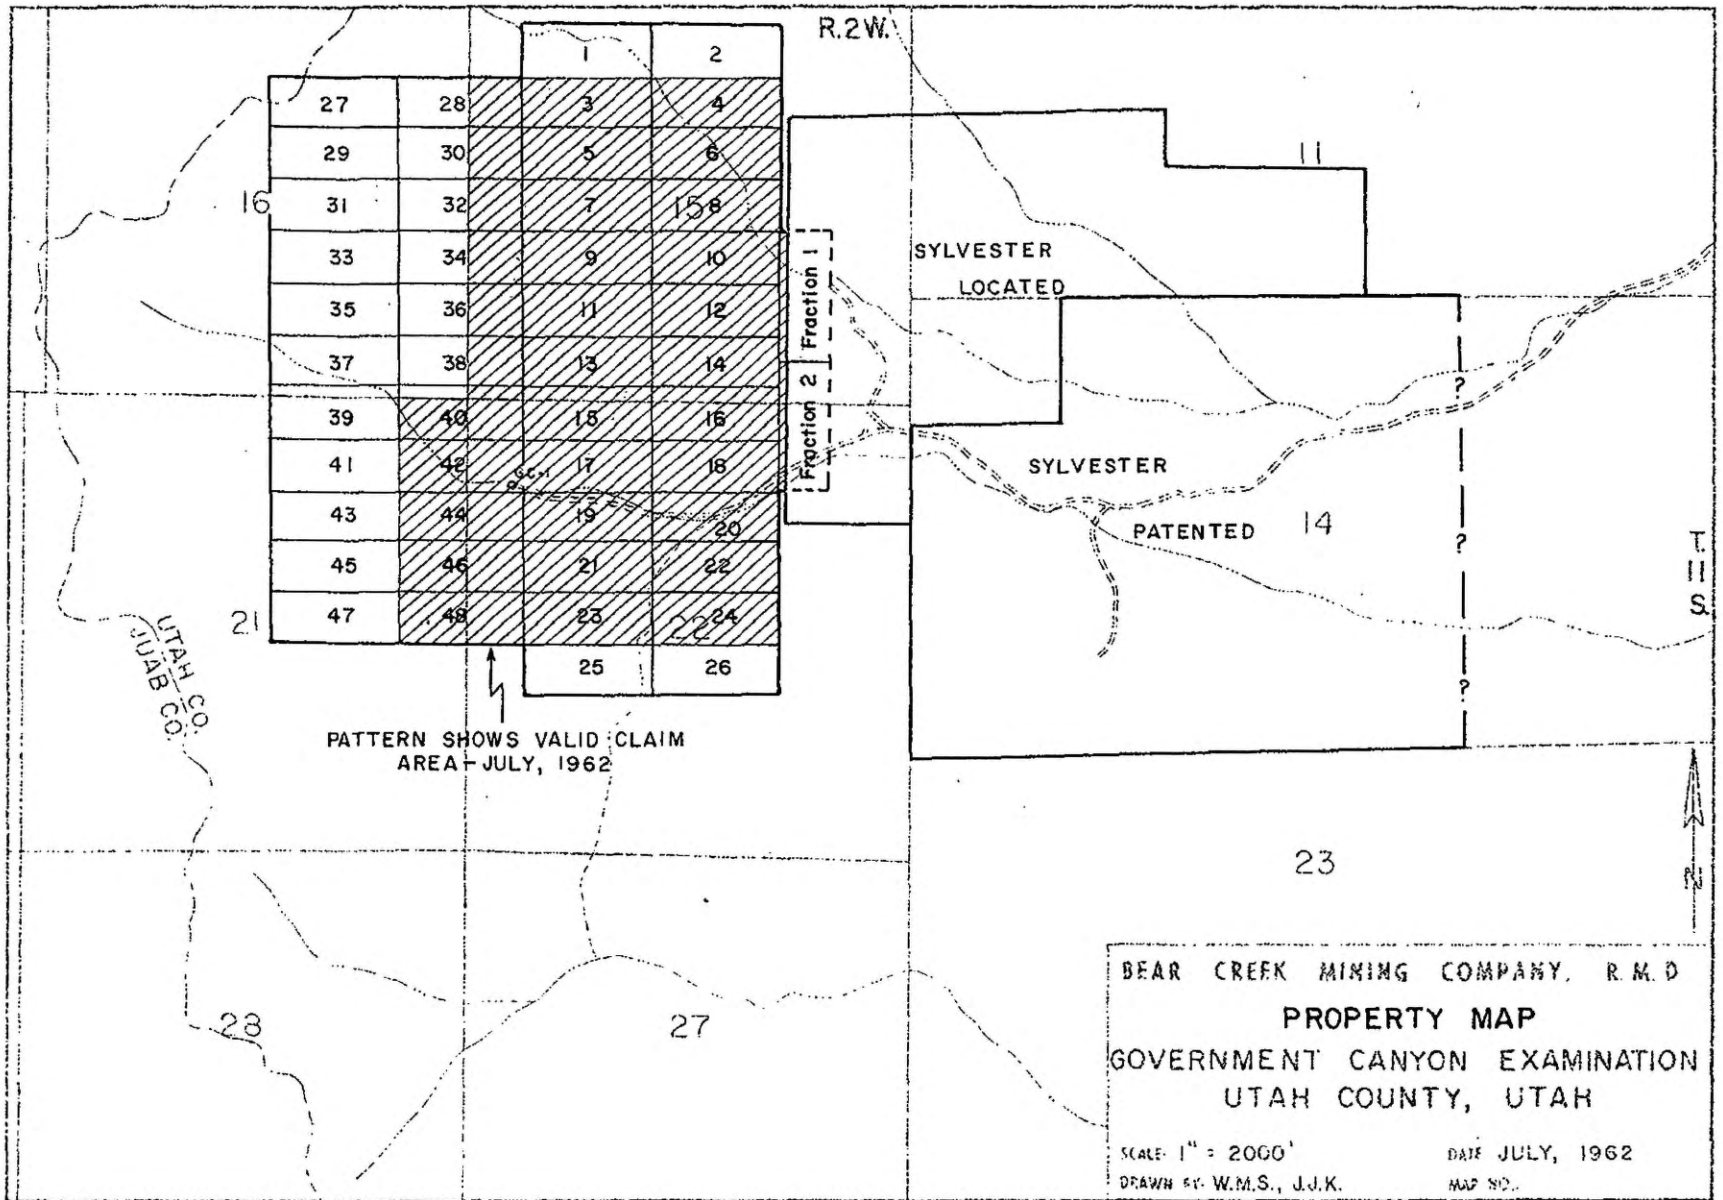 R.2W.
1 2
27 28 3 4
29 30 5 6
16 31 32 7 15 8
33 34 9 10
35 36 11 12
37 38 13 14
39 40 15 16
41 42 17 18
GC-1
43 44 19 20
45 46 21 22
21 47 48 23 22 24
25 26
Fraction 1
Fraction 2
11
SYLVESTER
LOCATED
SYLVESTER
PATENTED
14
?
?
?
T.
11
S.
UTAH CO.
JUAB CO.
PATTERN SHOWS VALID CLAIM
AREA-JULY, 1962
23
N
28
27
BEAR CREEK MINING COMPANY. R.M.D
PROPERTY MAP
GOVERNMENT CANYON EXAMINATION
UTAH COUNTY, UTAH
SCALE: 1" = 2000' DATE JULY, 1962
DRAWN BY: W.M.S., J.J.K. MAP NO.